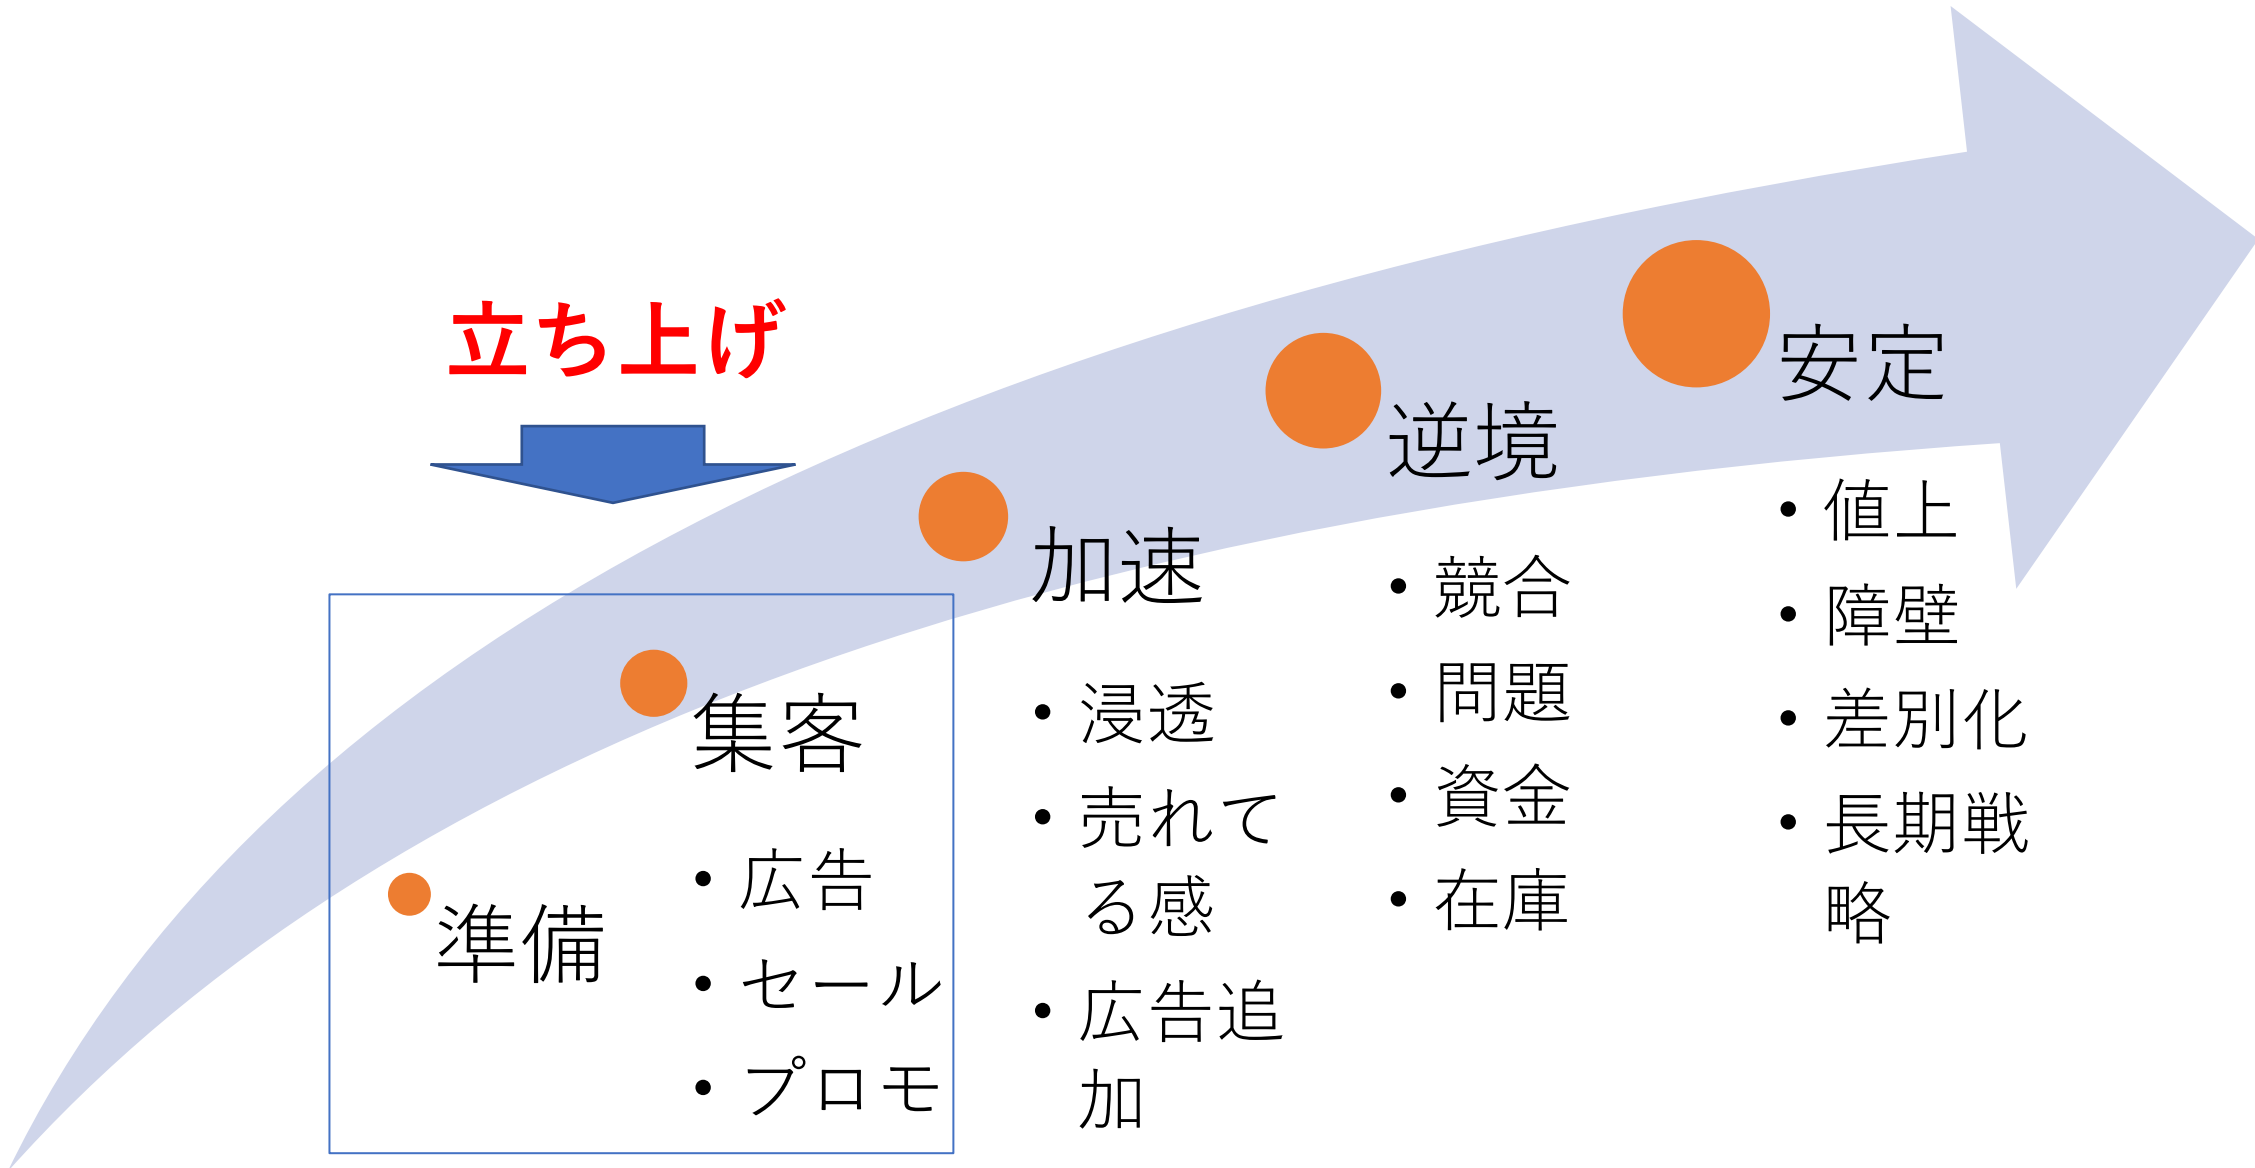 立ち上げ
準備
集客
• 広告
• セール
• プロモ
加速
• 浸透
• 売れて
る感
• 広告追
加
逆境
• 競合
• 問題
• 資金
• 在庫
安定
• 値上
• 障壁
• 差別化
• 長期戦
略